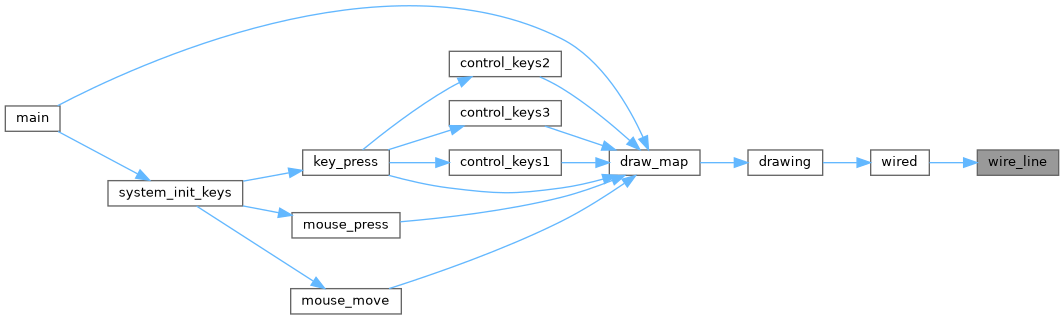 main
system_init_keys
key_press
mouse_press
mouse_move
control_keys2
control_keys3
control_keys1
draw_map
drawing
wired
wire_line